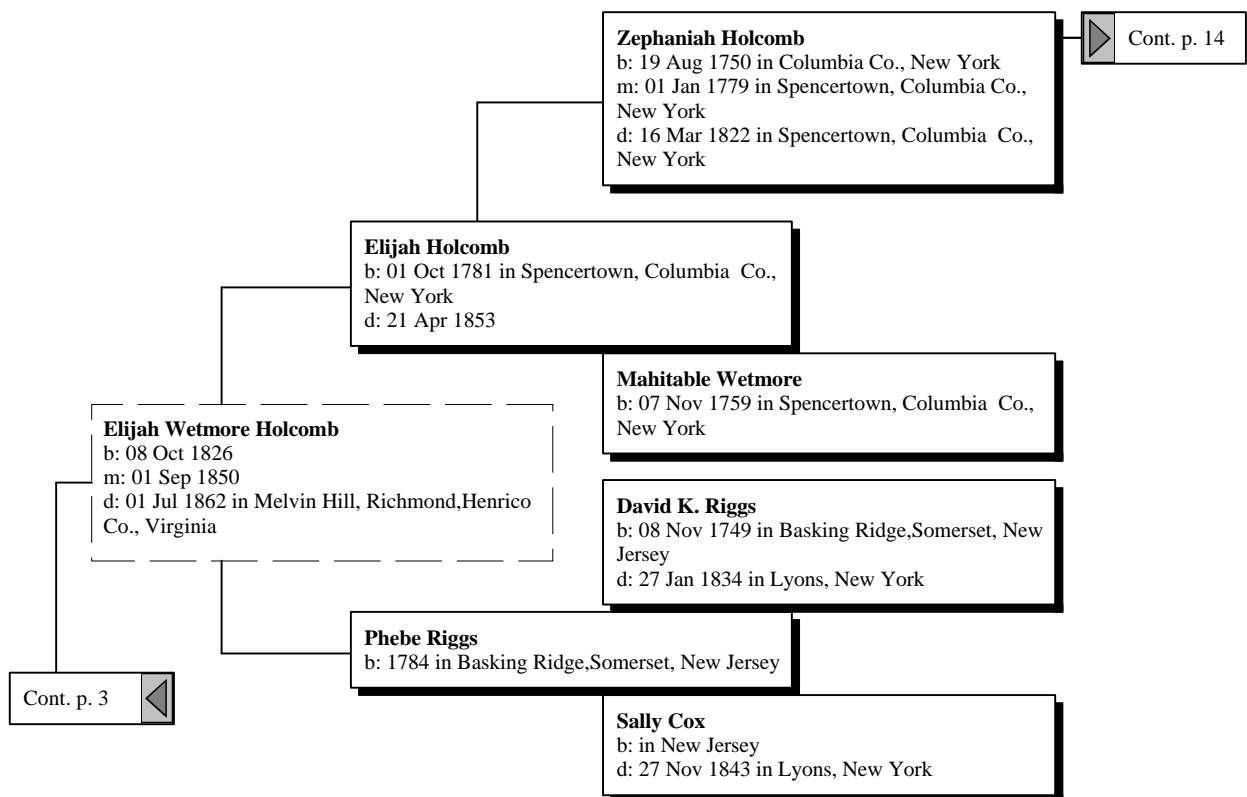 Zephaniah Holcomb
b: 19 Aug 1750 in Columbia Co., New York
m: 01 Jan 1779 in Spencertown, Columbia Co.,
New York
d: 16 Mar 1822 in Spencertown, Columbia  Co.,
New York
Cont. p. 14
Elijah Holcomb
b: 01 Oct 1781 in Spencertown, Columbia  Co.,
New York
d: 21 Apr 1853
Mahitable Wetmore
b: 07 Nov 1759 in Spencertown, Columbia  Co.,
New York
Elijah Wetmore Holcomb
b: 08 Oct 1826
m: 01 Sep 1850
d: 01 Jul 1862 in Melvin Hill, Richmond,Henrico
Co., Virginia
David K. Riggs
b: 08 Nov 1749 in Basking Ridge,Somerset, New
Jersey
d: 27 Jan 1834 in Lyons, New York
Phebe Riggs
b: 1784 in Basking Ridge,Somerset, New Jersey
Cont. p. 3
Sally Cox
b: in New Jersey
d: 27 Nov 1843 in Lyons, New York